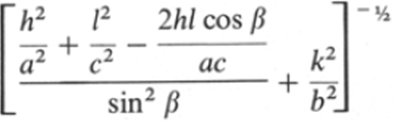 [ (h²/a² + l²/c² − 2hl cos β/ac) / sin² β + k²/b² ]^−½